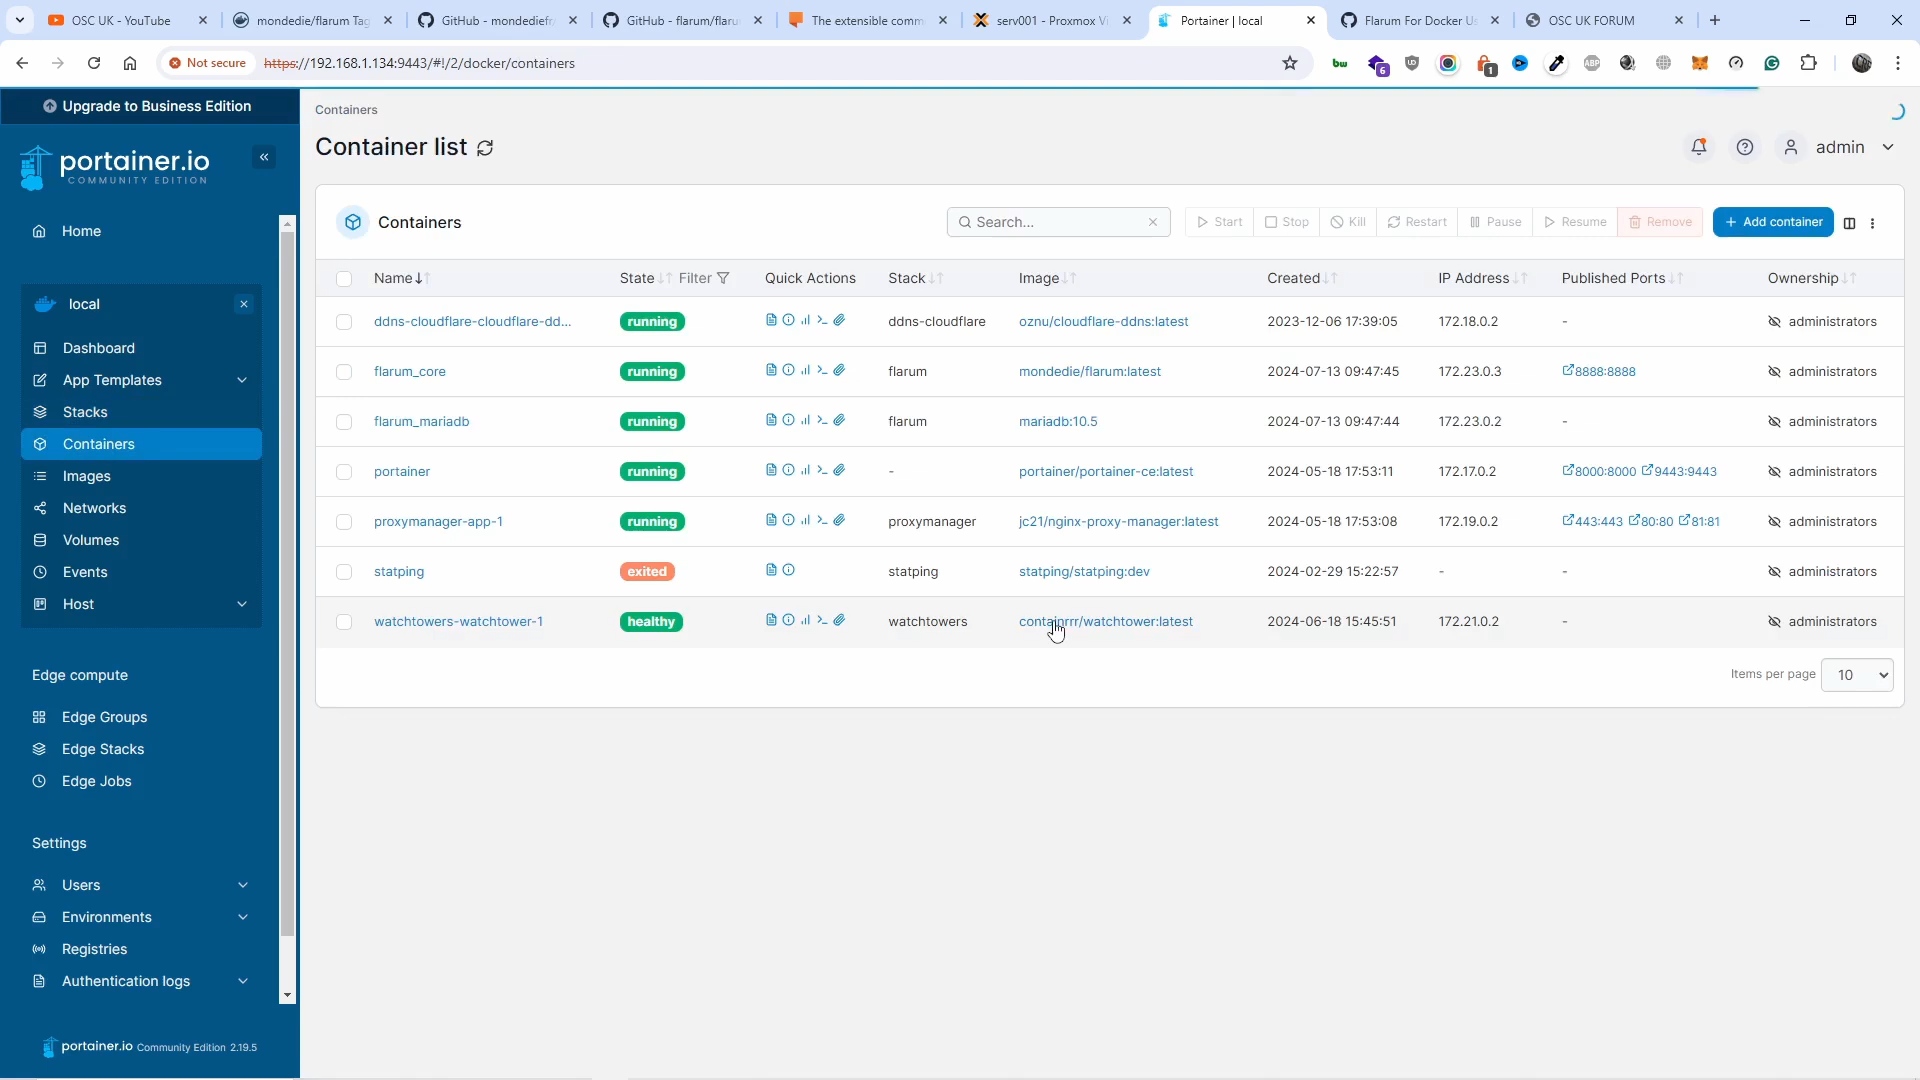 OSC UK - YouTube
mondedie/flarum Tag
GitHub - mondediefr
GitHub - flarum/flaru
The extensible comm
serv001 - Proxmox Vi
Portainer | local
Flarum For Docker Us
OSC UK FORUM
Not secure
https://192.168.1.134:9443/#!/2/docker/containers
bw
6
UD
1
ABP
Upgrade to Business Edition
portainer.io
COMMUNITY EDITION
Home
local
Dashboard
App Templates
Stacks
Containers
Images
Networks
Volumes
Events
Host
Edge compute
Edge Groups
Edge Stacks
Edge Jobs
Settings
Users
Environments
Registries
Authentication logs
portainer.io Community Edition 2.19.5
Containers
Container list
admin
Containers
Search...
Start
Stop
Kill
Restart
Pause
Resume
Remove
Add container
Name State Filter Quick Actions Stack Image Created IP Address Published Ports Ownership
ddns-cloudflare-cloudflare-dd... running ddns-cloudflare oznu/cloudflare-ddns:latest 2023-12-06 17:39:05 172.18.0.2 - administrators
flarum_core running flarum mondedie/flarum:latest 2024-07-13 09:47:45 172.23.0.3 8888:8888 administrators
flarum_mariadb running flarum mariadb:10.5 2024-07-13 09:47:44 172.23.0.2 - administrators
portainer running - portainer/portainer-ce:latest 2024-05-18 17:53:11 172.17.0.2 8000:8000 9443:9443 administrators
proxymanager-app-1 running proxymanager jc21/nginx-proxy-manager:latest 2024-05-18 17:53:08 172.19.0.2 443:443 80:80 81:81 administrators
statping exited statping statping/statping:dev 2024-02-29 15:22:57 - - administrators
watchtowers-watchtower-1 healthy watchtowers containrrr/watchtower:latest 2024-06-18 15:45:51 172.21.0.2 - administrators
Items per page 10